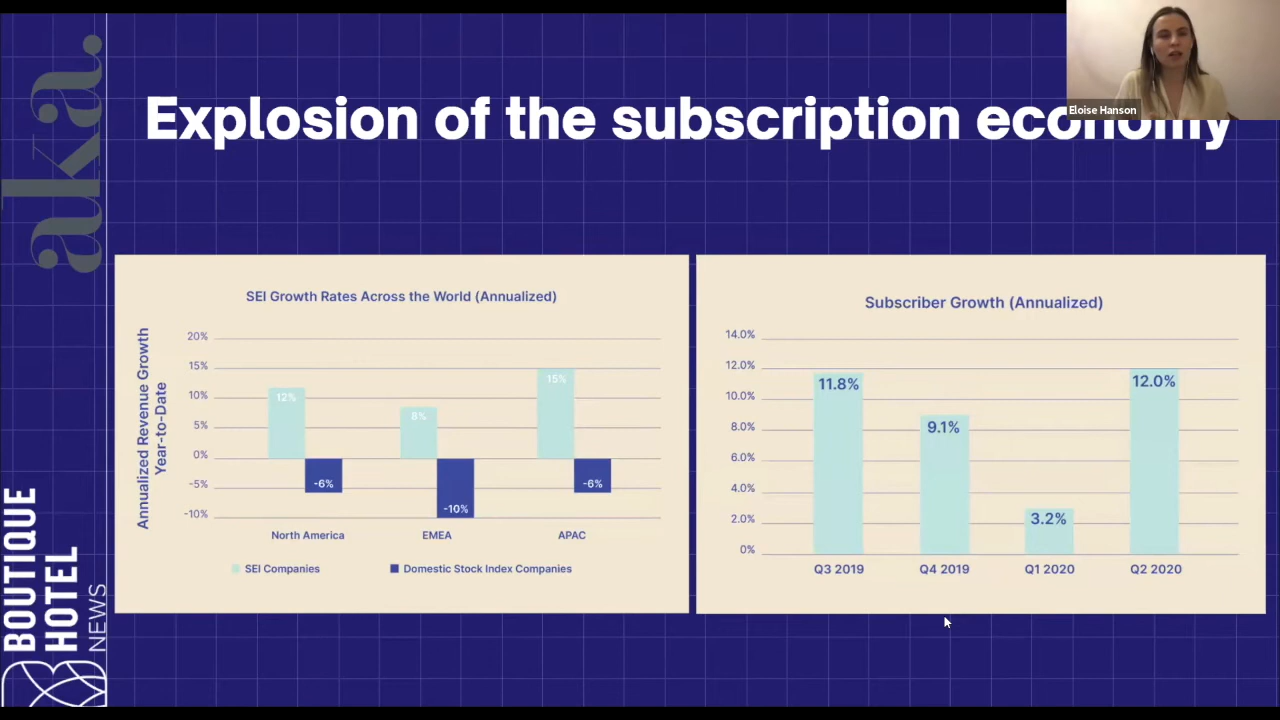 Explosion of the subscription economy
Eloise Hanson
aka.
BOUTIQUE
HOTEL
NEWS
SEI Growth Rates Across the World (Annualized)
Annualized Revenue Growth
Year-to-Date
20%
15%
10%
5%
0%
-5%
-10%
12%
-6%
8%
-10%
15%
-6%
North America
EMEA
APAC
SEI Companies
Domestic Stock Index Companies
Subscriber Growth (Annualized)
14.0%
12.0%
10.0%
8.0%
6.0%
4.0%
2.0%
0%
11.8%
9.1%
3.2%
12.0%
Q3 2019
Q4 2019
Q1 2020
Q2 2020